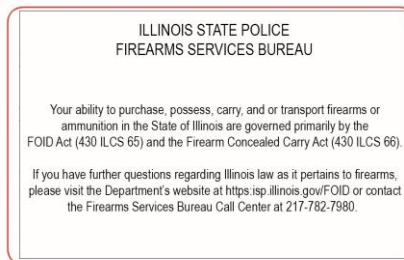 ILLINOIS STATE POLICE
FIREARMS SERVICES BUREAU
Your ability to purchase, possess, carry, and or transport firearms or
ammunition in the State of Illinois are governed primarily by the
FOID Act (430 ILCS 65) and the Firearm Concealed Carry Act (430 ILCS 66).
If you have further questions regarding Illinois law as it pertains to firearms,
please visit the Department's website at https:isp.illinois.gov/FOID or contact
the Firearms Services Bureau Call Center at 217-782-7980.